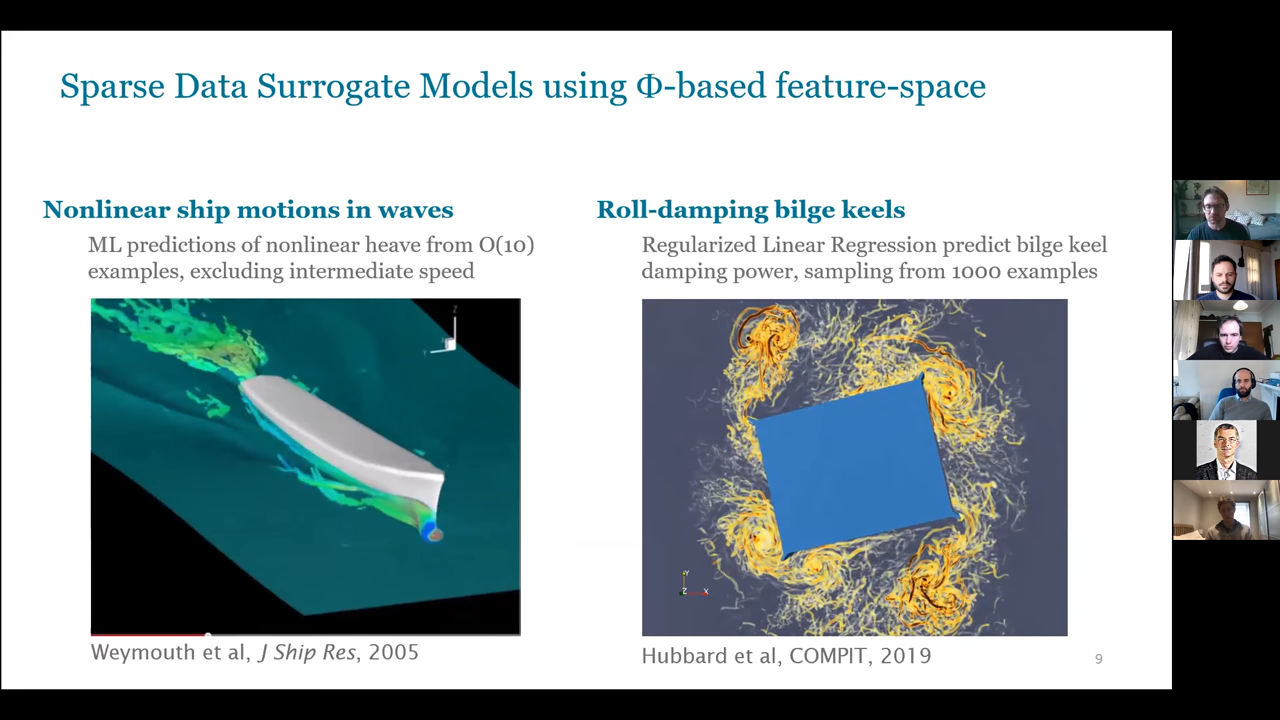 Sparse Data Surrogate Models using Φ-based feature-space
Nonlinear ship motions in waves
ML predictions of nonlinear heave from O(10)
examples, excluding intermediate speed
Z
Y
Weymouth et al, J Ship Res, 2005
Roll-damping bilge keels
Regularized Linear Regression predict bilge keel
damping power, sampling from 1000 examples
Y
Z
X
Hubbard et al, COMPIT, 2019
9